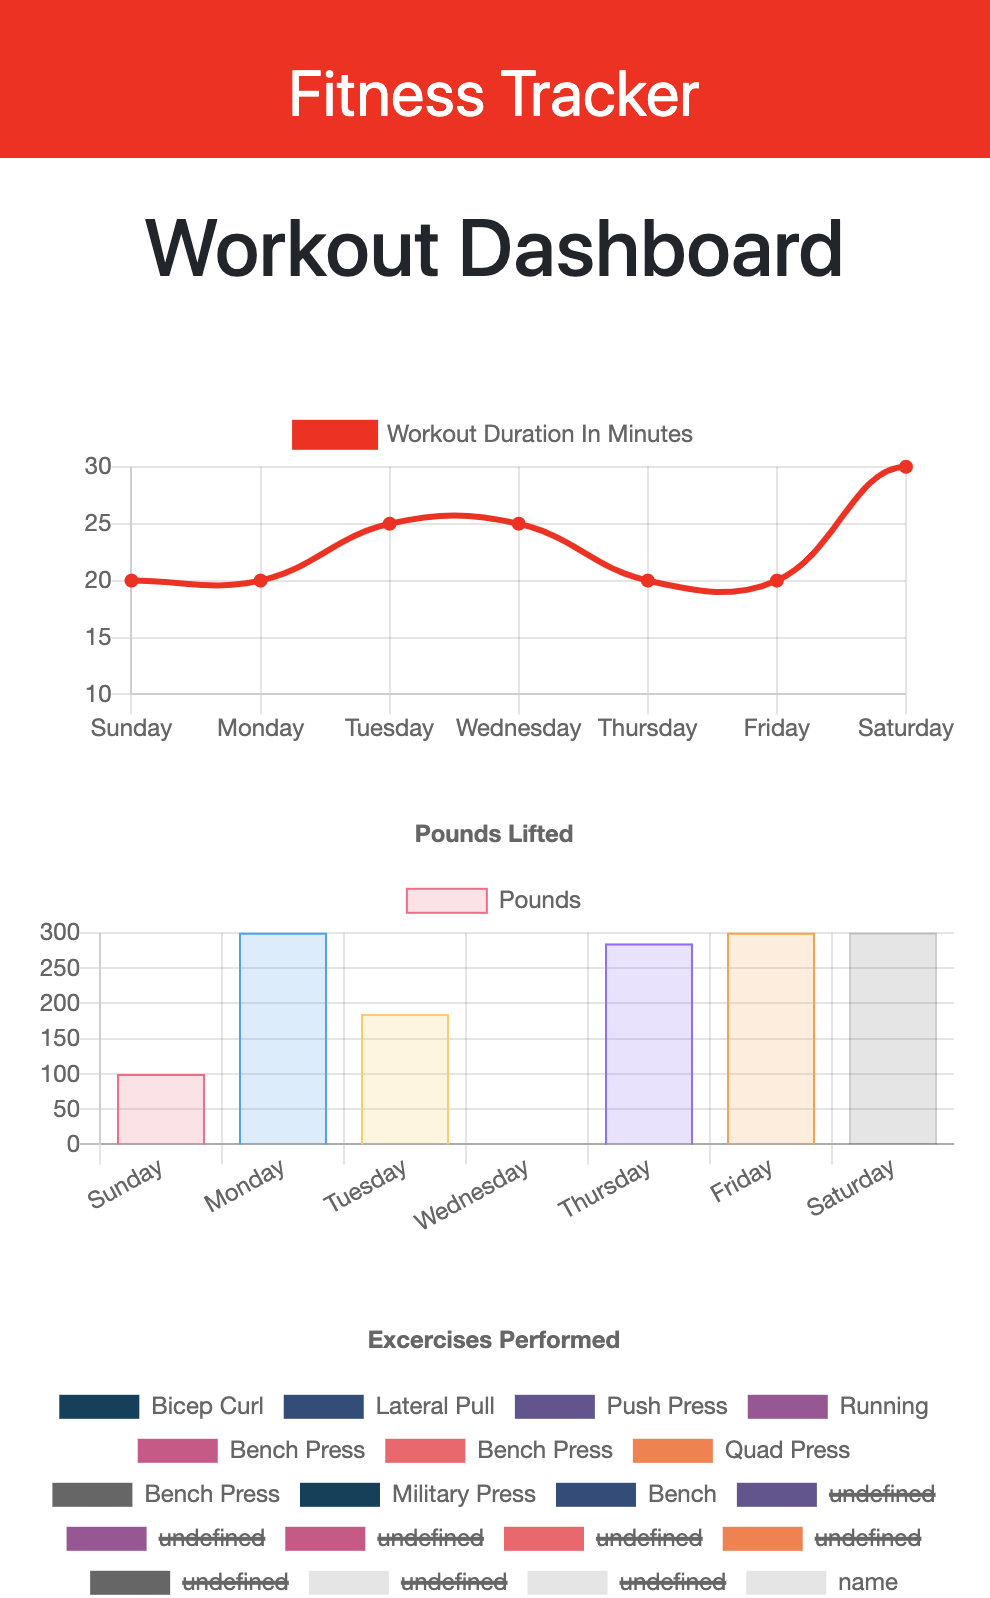 Fitness Tracker
Workout Dashboard
Workout Duration In Minutes
30
25
20
15
10
Sunday Monday Tuesday Wednesday Thursday Friday Saturday
Pounds Lifted
Pounds
300
250
200
150
100
50
0
Sunday Monday Tuesday Wednesday Thursday Friday Saturday
Excercises Performed
Bicep Curl Lateral Pull Push Press Running
Bench Press Bench Press Quad Press
Bench Press Military Press Bench undefined
undefined undefined undefined undefined
undefined undefined undefined name